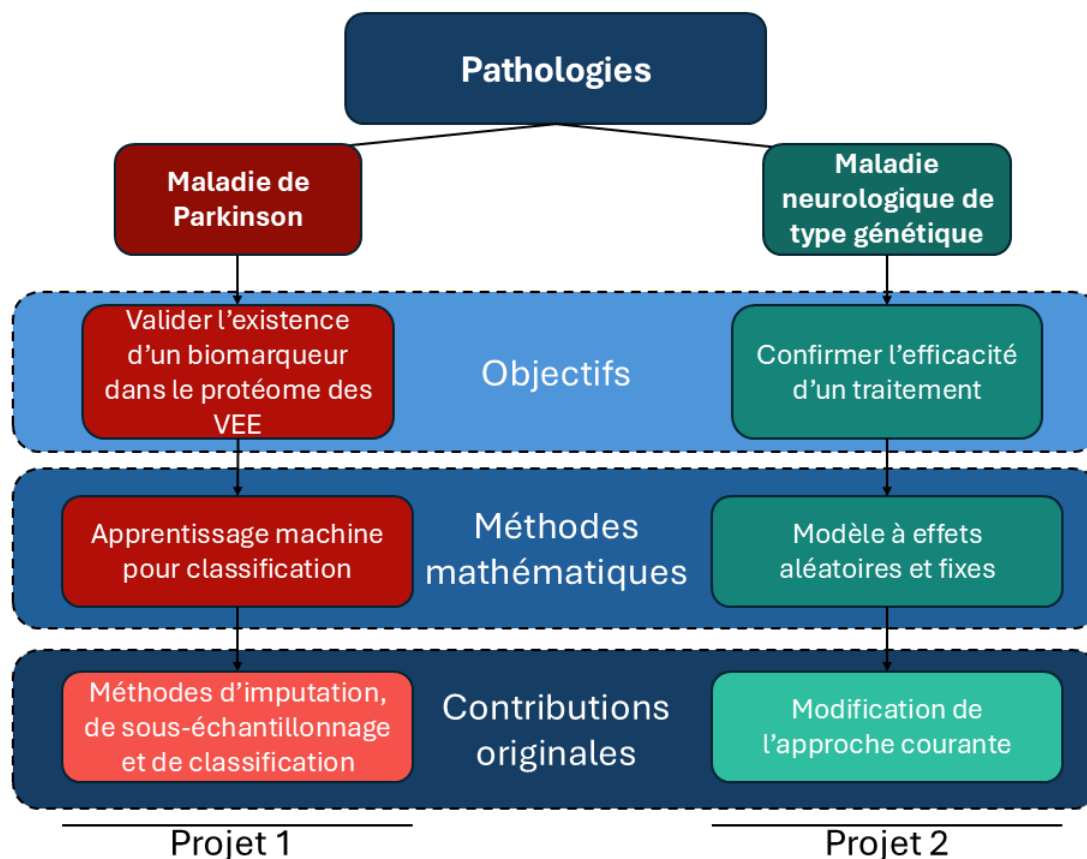 Pathologies
Maladie de
Parkinson
Maladie
neurologique de
type génétique
Valider l’existence
d’un biomarqueur
dans le protéome des
VEE
Objectifs
Confirmer l’efficacité
d’un traitement
Apprentissage machine
pour classification
Méthodes
mathématiques
Modèle à effets
aléatoires et fixes
Méthodes d’imputation,
de sous-échantillonnage
et de classification
Contributions
originales
Modification de
l’approche courante
Projet 1
Projet 2